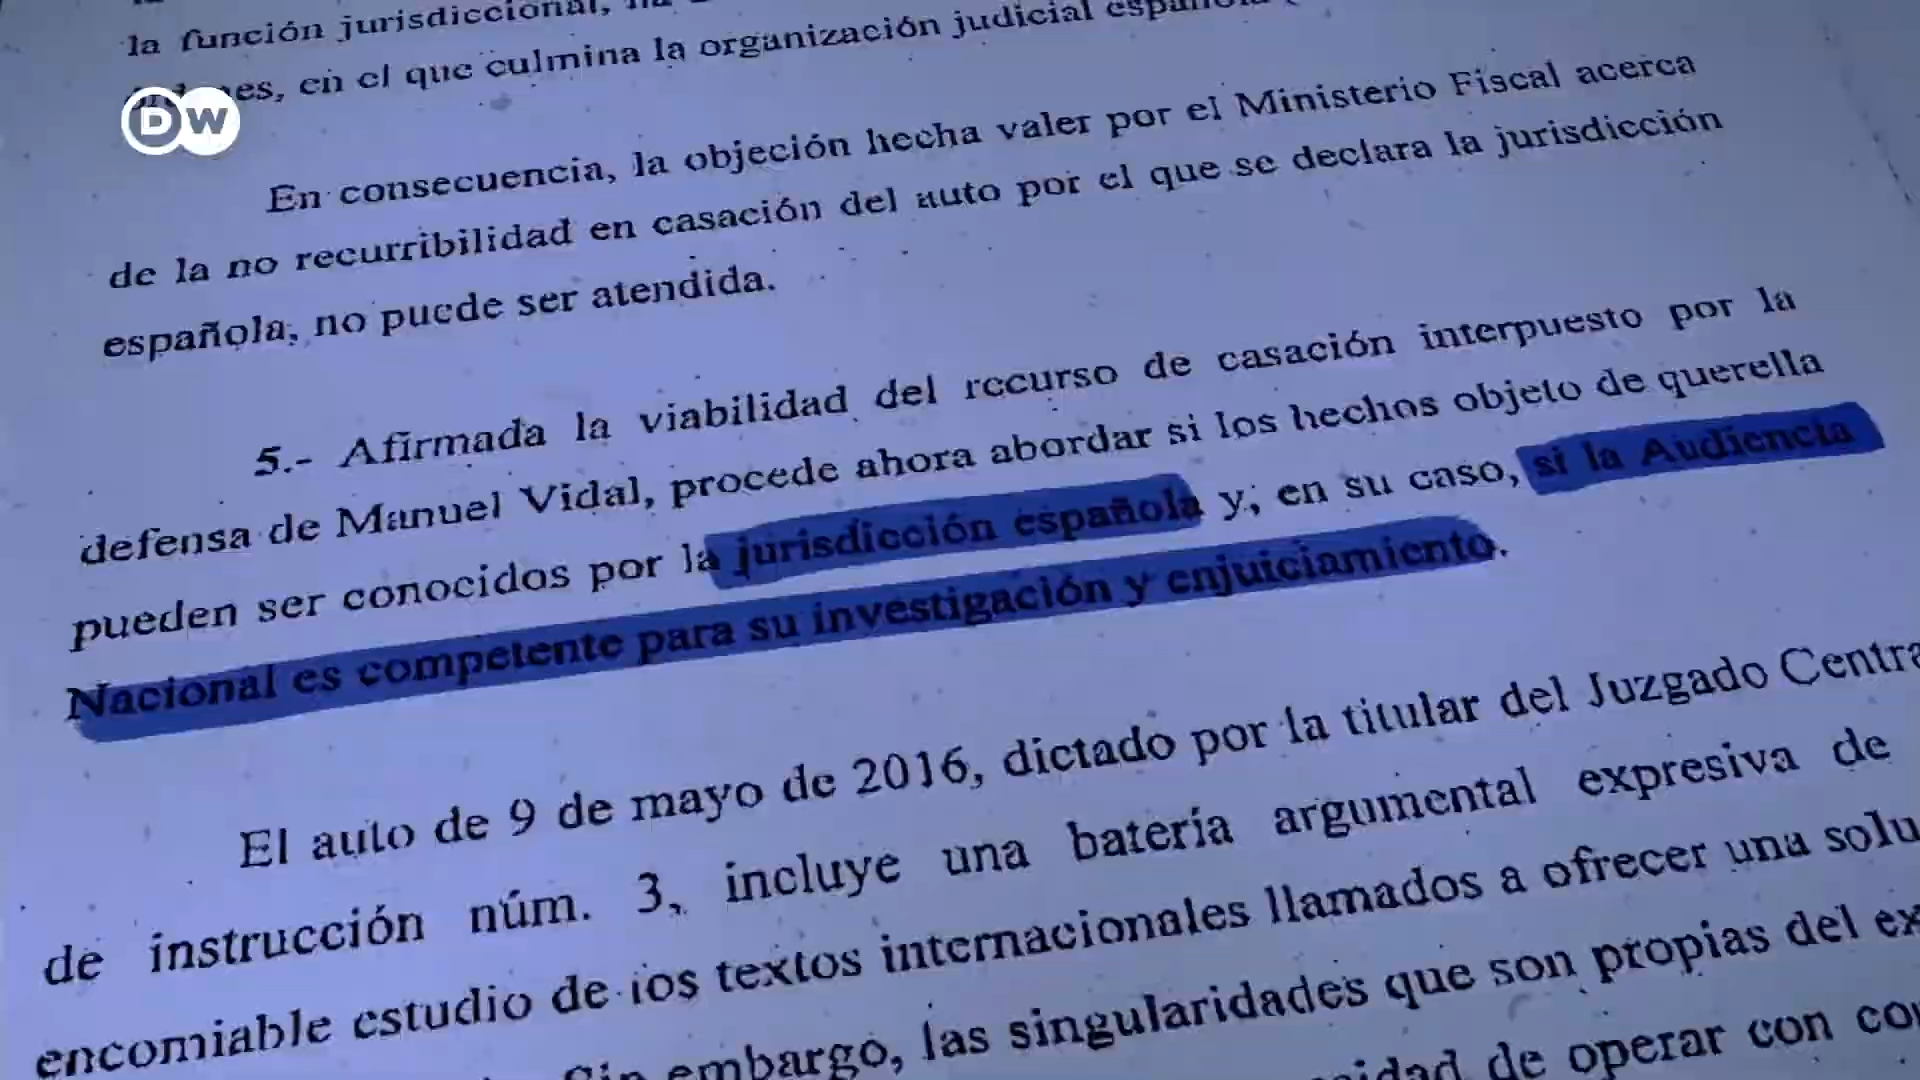 la función jurisdiccional,
es, en el que culmina la organización judicial española
DW
En consecuencia, la objeción hecha valer por el Ministerio Fiscal acerca
de la no recurribilidad en casación del auto por el que se declara la jurisdicción
española, no puede ser atendida.
5.- Afirmada la viabilidad del recurso de casación interpuesto por la
defensa de Manuel Vidal, procede ahora abordar si los hechos objeto de querella
pueden ser conocidos por la jurisdicción española y, en su caso, si la Audiencia
Nacional es competente para su investigación y enjuiciamiento.
El auto de 9 de mayo de 2016, dictado por la titular del Juzgado Centra
de instrucción núm. 3, incluye una batería argumental expresiva de
encomiable estudio de los textos internacionales llamados a ofrecer una solu
embargo, las singularidades que son propias del ex
de operar con